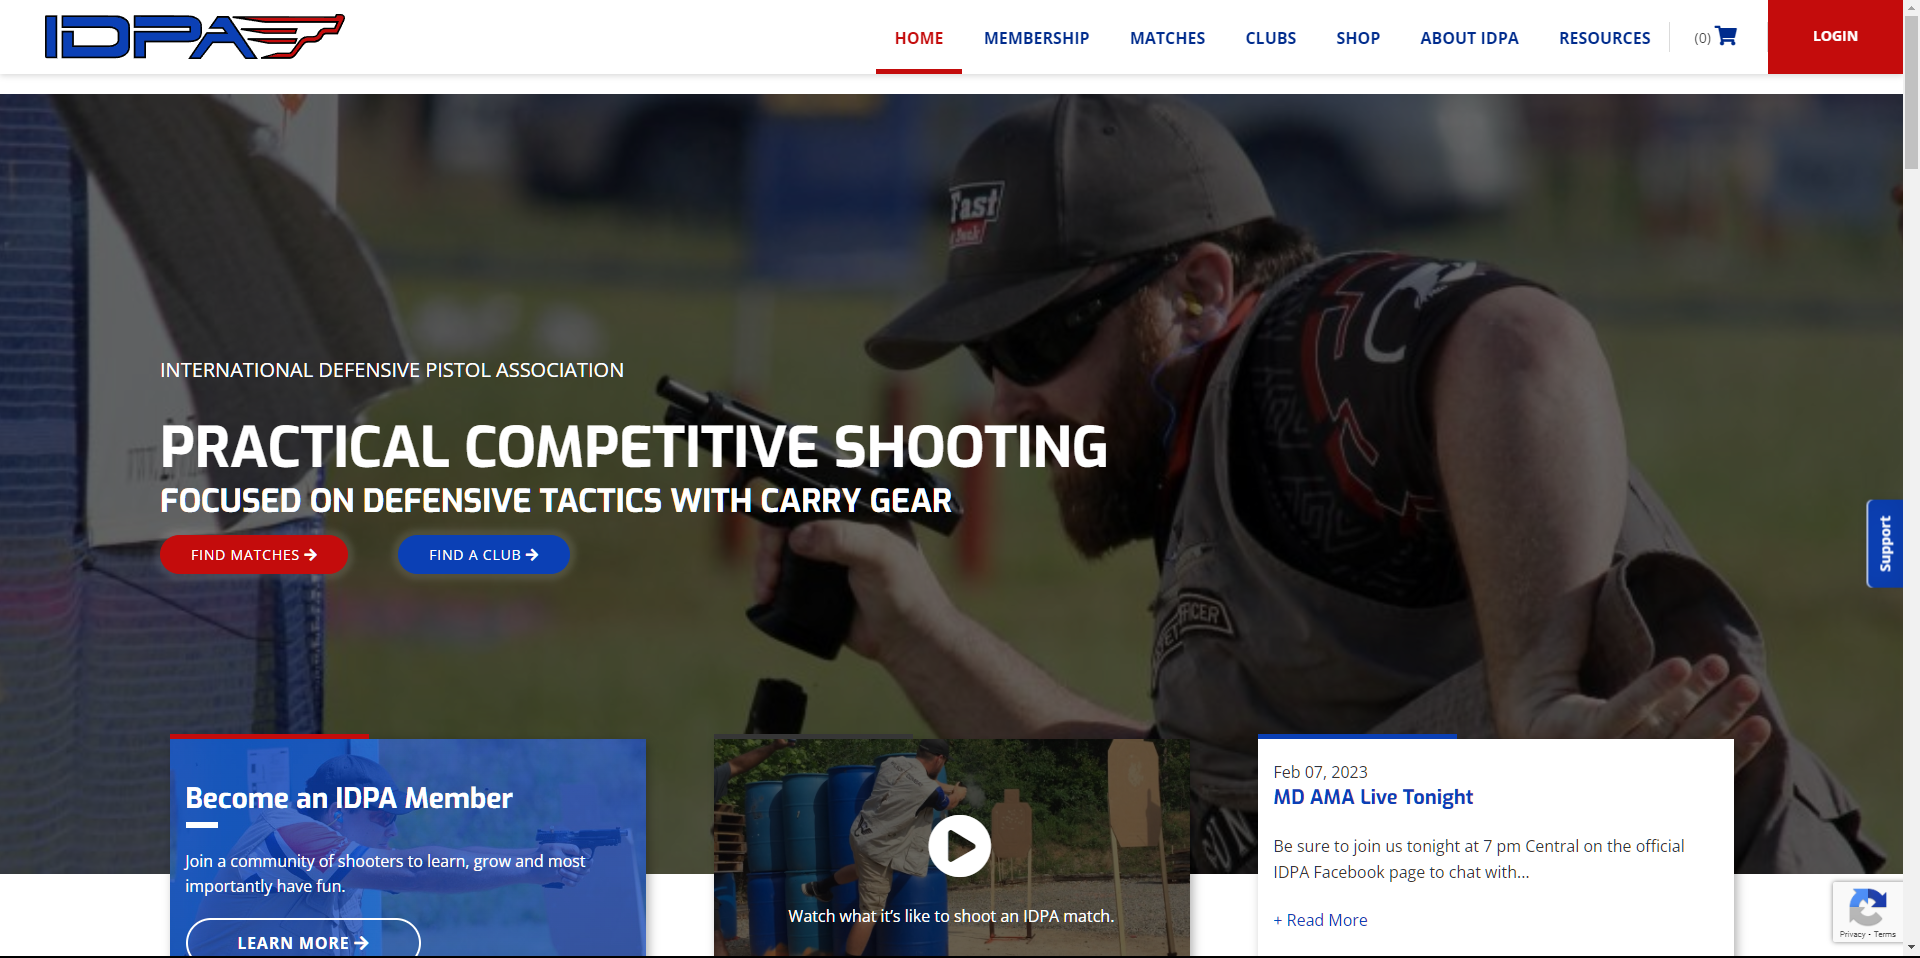 IDPA
HOME MEMBERSHIP MATCHES CLUBS SHOP ABOUT IDPA RESOURCES (0) LOGIN
Fast
INTERNATIONAL DEFENSIVE PISTOL ASSOCIATION
PRACTICAL COMPETITIVE SHOOTING
FOCUSED ON DEFENSIVE TACTICS WITH CARRY GEAR
FIND MATCHES FIND A CLUB
Support
OFFICER
Become an IDPA Member
Join a community of shooters to learn, grow and most
importantly have fun.
LEARN MORE
Watch what it's like to shoot an IDPA match.
Feb 07, 2023
MD AMA Live Tonight
Be sure to join us tonight at 7 pm Central on the official
IDPA Facebook page to chat with...
+ Read More
Privacy - Terms